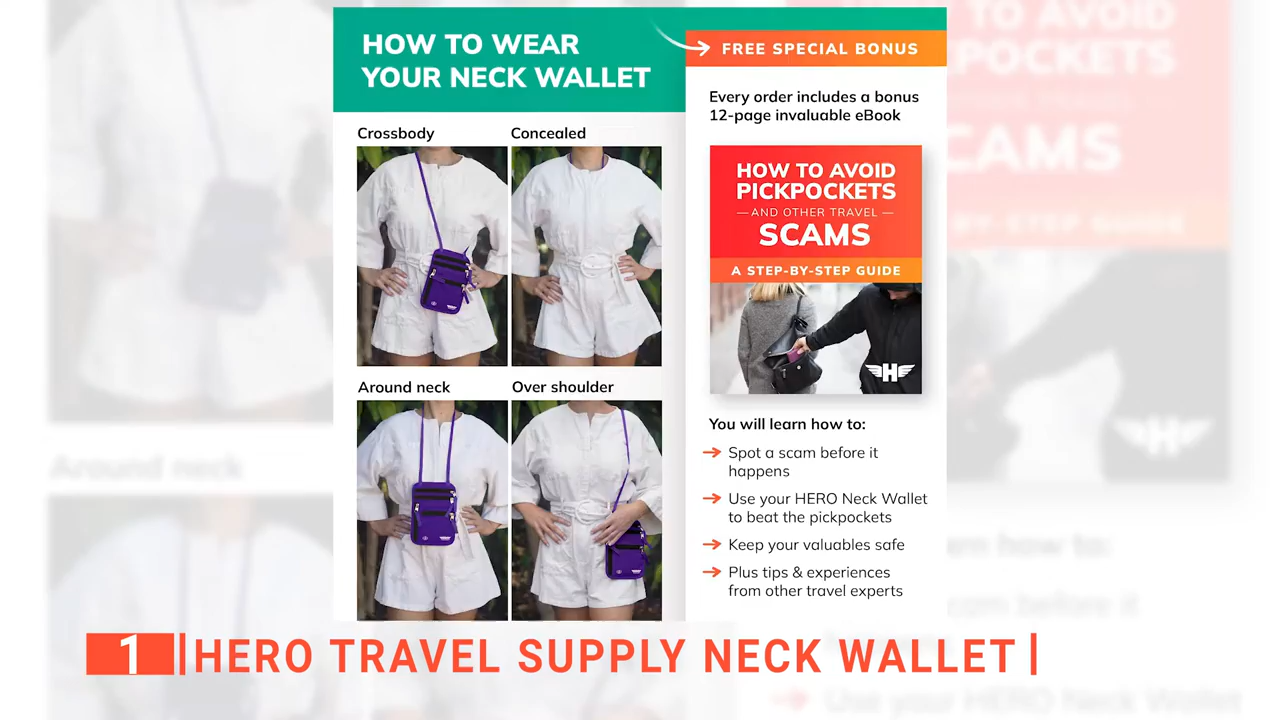 HOW TO WEAR
YOUR NECK WALLET
FREE SPECIAL BONUS
Crossbody
Concealed
Around neck
Over shoulder
Every order includes a bonus
12-page invaluable eBook
HOW TO AVOID
PICKPOCKETS
—AND OTHER TRAVEL—
SCAMS
A STEP-BY-STEP GUIDE
H
You will learn how to:
Spot a scam before it
happens
Use your HERO Neck Wallet
to beat the pickpockets
Keep your valuables safe
Plus tips & experiences
from other travel experts
1 HERO TRAVEL SUPPLY NECK WALLET